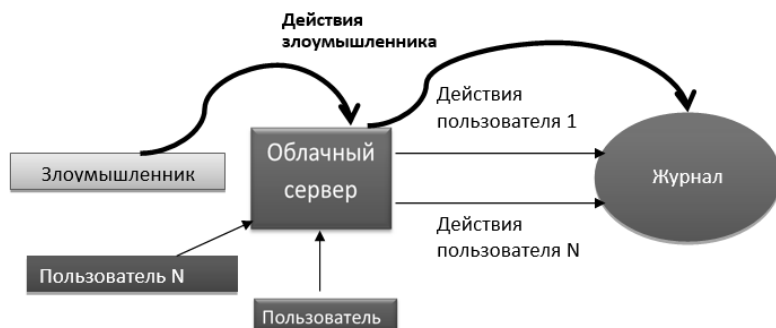 Действия
злоумышленника
Действия
пользователя 1
Облачный
сервер
Злоумышленник
Журнал
Действия
пользователя N
Пользователь N
Пользователь